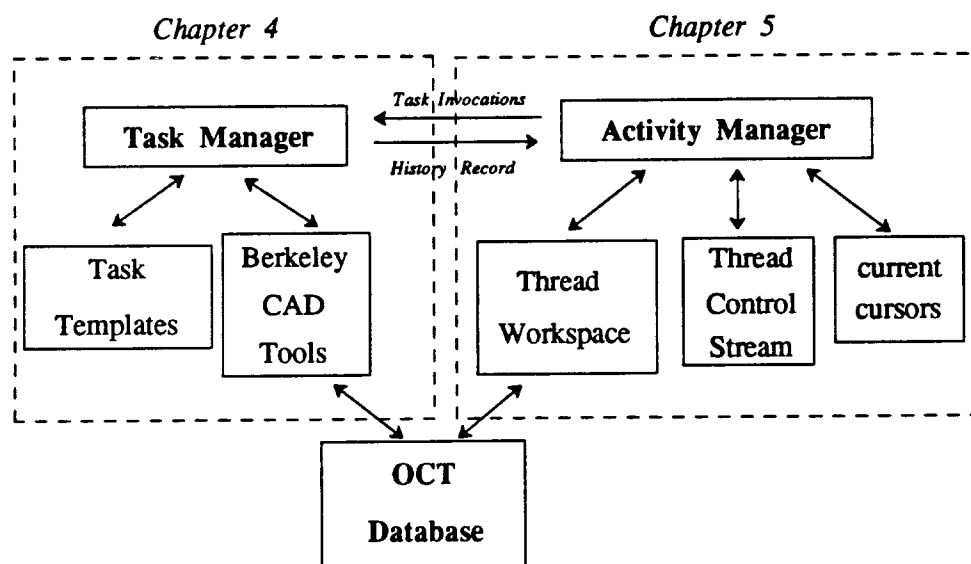 Chapter 4
Chapter 5
Task Invocations
Task Manager
Activity Manager
History Record
Task
Templates
Berkeley
CAD
Tools
Thread
Workspace
Thread
Control
Stream
current
cursors
OCT
Database